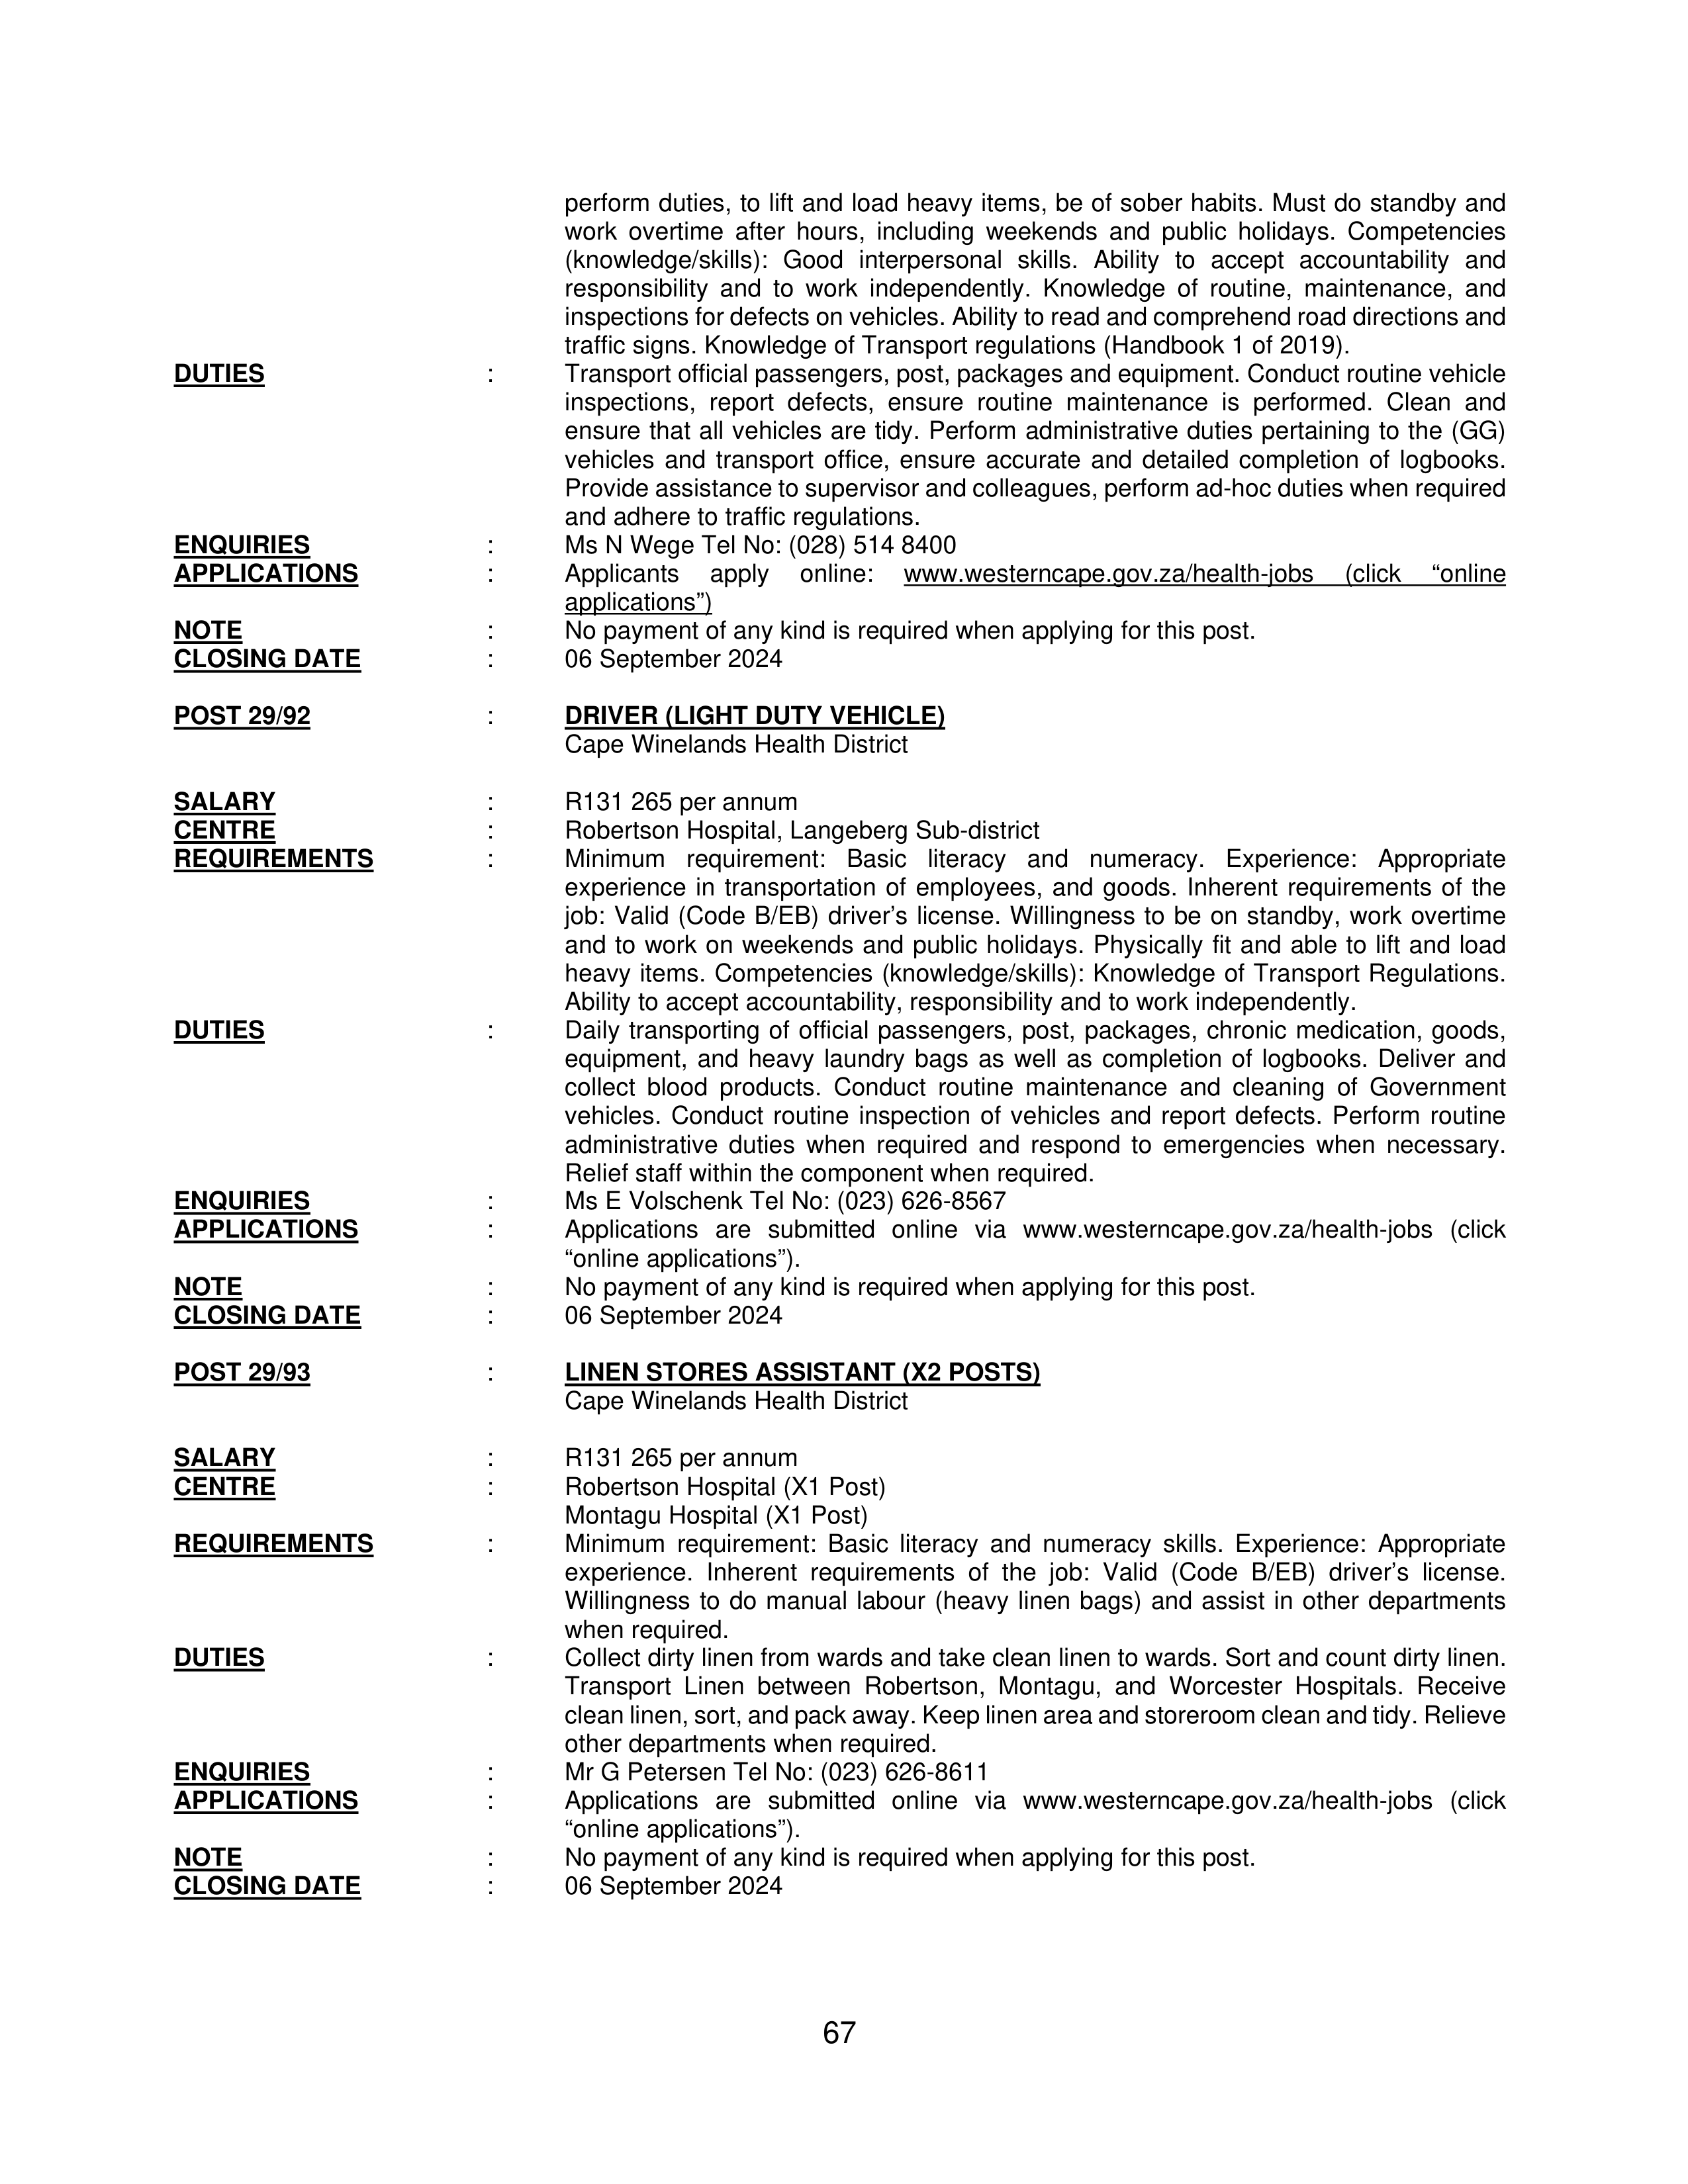 perform duties, to lift and load heavy items, be of sober habits. Must do standby and
work overtime after hours, including weekends and public holidays. Competencies
(knowledge/skills): Good interpersonal skills. Ability to accept accountability and
responsibility and to work independently. Knowledge of routine, maintenance, and
inspections for defects on vehicles. Ability to read and comprehend road directions and
traffic signs. Knowledge of Transport regulations (Handbook 1 of 2019).
DUTIES : Transport official passengers, post, packages and equipment. Conduct routine vehicle
inspections, report defects, ensure routine maintenance is performed. Clean and
ensure that all vehicles are tidy. Perform administrative duties pertaining to the (GG)
vehicles and transport office, ensure accurate and detailed completion of logbooks.
Provide assistance to supervisor and colleagues, perform ad-hoc duties when required
and adhere to traffic regulations.
ENQUIRIES : Ms N Wege Tel No: (028) 514 8400
APPLICATIONS : Applicants apply online: www.westerncape.gov.za/health-jobs (click “online
applications”)
NOTE : No payment of any kind is required when applying for this post.
CLOSING DATE : 06 September 2024
POST 29/92 : DRIVER (LIGHT DUTY VEHICLE)
Cape Winelands Health District
SALARY : R131 265 per annum
CENTRE : Robertson Hospital, Langeberg Sub-district
REQUIREMENTS : Minimum requirement: Basic literacy and numeracy. Experience: Appropriate
experience in transportation of employees, and goods. Inherent requirements of the
job: Valid (Code B/EB) driver’s license. Willingness to be on standby, work overtime
and to work on weekends and public holidays. Physically fit and able to lift and load
heavy items. Competencies (knowledge/skills): Knowledge of Transport Regulations.
Ability to accept accountability, responsibility and to work independently.
DUTIES : Daily transporting of official passengers, post, packages, chronic medication, goods,
equipment, and heavy laundry bags as well as completion of logbooks. Deliver and
collect blood products. Conduct routine maintenance and cleaning of Government
vehicles. Conduct routine inspection of vehicles and report defects. Perform routine
administrative duties when required and respond to emergencies when necessary.
Relief staff within the component when required.
ENQUIRIES : Ms E Volschenk Tel No: (023) 626-8567
APPLICATIONS : Applications are submitted online via www.westerncape.gov.za/health-jobs (click
“online applications”).
NOTE : No payment of any kind is required when applying for this post.
CLOSING DATE : 06 September 2024
POST 29/93 : LINEN STORES ASSISTANT (X2 POSTS)
Cape Winelands Health District
SALARY : R131 265 per annum
CENTRE : Robertson Hospital (X1 Post)
Montagu Hospital (X1 Post)
REQUIREMENTS : Minimum requirement: Basic literacy and numeracy skills. Experience: Appropriate
experience. Inherent requirements of the job: Valid (Code B/EB) driver’s license.
Willingness to do manual labour (heavy linen bags) and assist in other departments
when required.
DUTIES : Collect dirty linen from wards and take clean linen to wards. Sort and count dirty linen.
Transport Linen between Robertson, Montagu, and Worcester Hospitals. Receive
clean linen, sort, and pack away. Keep linen area and storeroom clean and tidy. Relieve
other departments when required.
ENQUIRIES : Mr G Petersen Tel No: (023) 626-8611
APPLICATIONS : Applications are submitted online via www.westerncape.gov.za/health-jobs (click
“online applications”).
NOTE : No payment of any kind is required when applying for this post.
CLOSING DATE : 06 September 2024
67